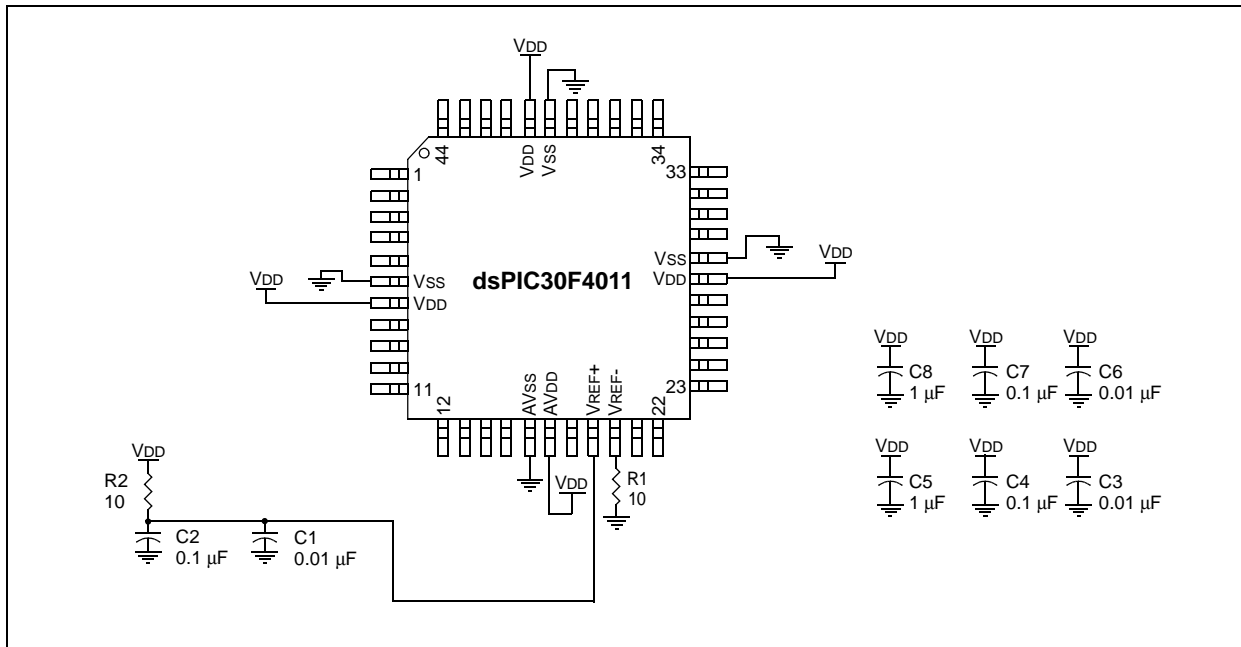 VDD
44
VDD
VSS
34
1
33
VSS
VDD
VDD
VSS
VDD
dsPIC30F4011
VSS
VDD
VDD
C8
1 µF
VDD
C7
0.1 µF
VDD
C6
0.01 µF
11
12
AVSS
AVDD
VREF+
VREF-
22
23
VDD
R2
10
VDD
R1
10
VDD
C5
1 µF
VDD
C4
0.1 µF
VDD
C3
0.01 µF
C2
0.1 µF
C1
0.01 µF